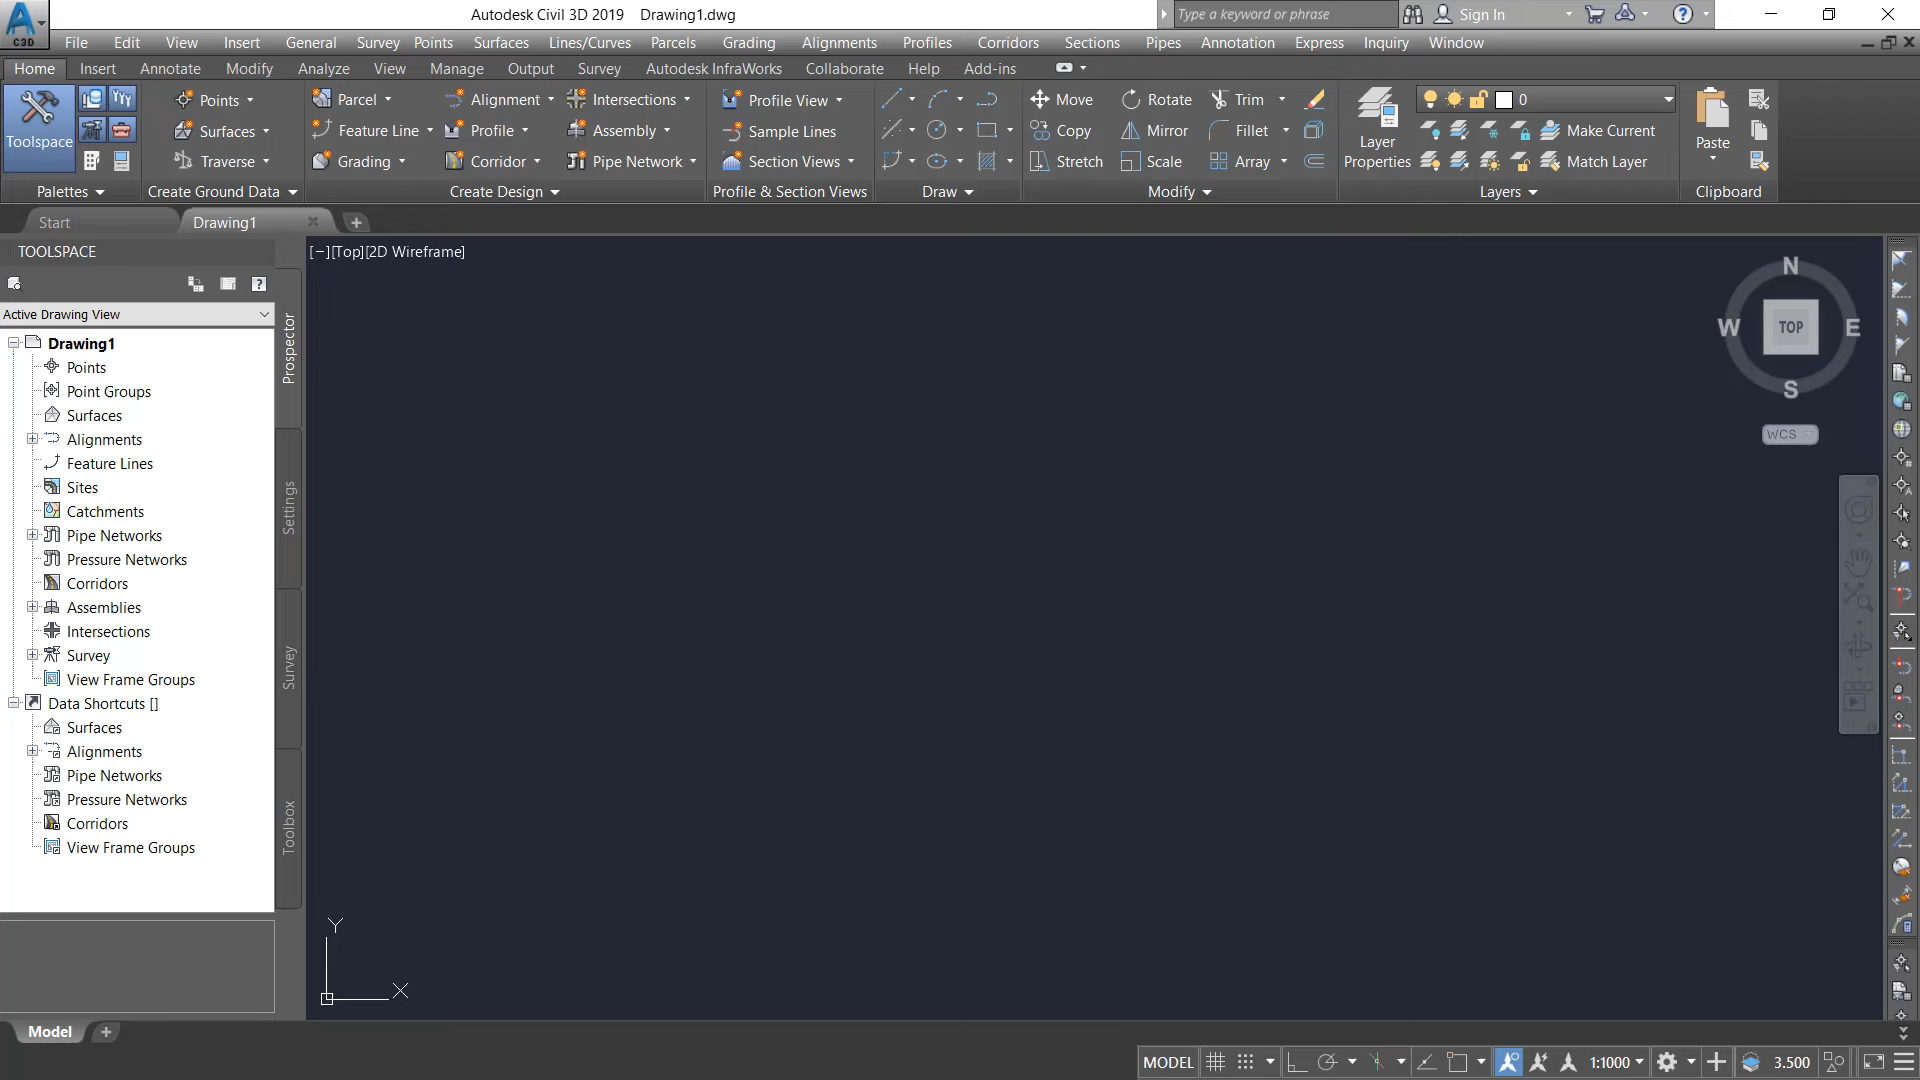 Autodesk Civil 3D 2019 Drawing1.dwg
Type a keyword or phrase
Sign In
C3D
File Edit View Insert General Survey Points Surfaces Lines/Curves Parcels Grading Alignments Profiles Corridors Sections Pipes Annotation Express Inquiry Window
Home Insert Annotate Modify Analyze View Manage Output Survey Autodesk InfraWorks Collaborate Help Add-ins
Points Parcel Alignment Intersections Profile View Move Rotate Trim 0
Toolspace Surfaces Feature Line Profile Assembly Sample Lines Copy Mirror Fillet Layer Properties Make Current Paste
Traverse Grading Corridor Pipe Network Section Views Stretch Scale Array Match Layer
Palettes Create Ground Data Create Design Profile & Section Views Draw Modify Layers Clipboard
Start Drawing1
TOOLSPACE
[−][Top][2D Wireframe]
Active Drawing View
Drawing1
Points
Point Groups
Surfaces
Alignments
Feature Lines
Sites
Catchments
Pipe Networks
Pressure Networks
Corridors
Assemblies
Intersections
Survey
View Frame Groups
Data Shortcuts []
Surfaces
Alignments
Pipe Networks
Pressure Networks
Corridors
View Frame Groups
Prospector
Settings
Survey
Toolbox
N
W TOP E
S
WCS
Y
X
Model
MODEL 1:1000 3.500